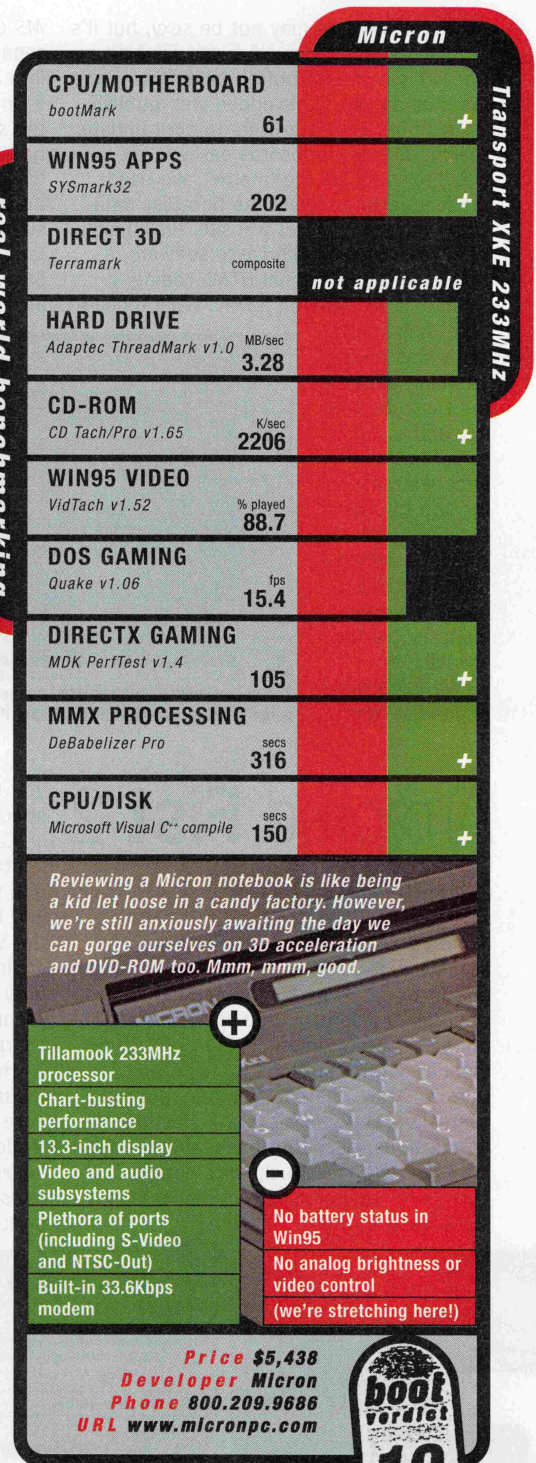 Micron
Transport XKE 233MHz
real world benchmarking
CPU/MOTHERBOARD
bootMark
61
+
WIN95 APPS
SYSmark32
202
+
DIRECT 3D
Terramark
composite
not applicable
HARD DRIVE
Adaptec ThreadMark v1.0
MB/sec
3.28
CD-ROM
CD Tach/Pro v1.65
K/sec
2206
+
WIN95 VIDEO
VidTach v1.52
% played
88.7
DOS GAMING
Quake v1.06
fps
15.4
DIRECTX GAMING
MDK PerfTest v1.4
105
+
MMX PROCESSING
DeBabelizer Pro
secs
316
+
CPU/DISK
Microsoft Visual C++ compile
secs
150
+
Reviewing a Micron notebook is like being
a kid let loose in a candy factory. However,
we're still anxiously awaiting the day we
can gorge ourselves on 3D acceleration
and DVD-ROM too. Mmm, mmm, good.
MICRON
+
Tillamook 233MHz
processor
Chart-busting
performance
13.3-inch display
Video and audio
subsystems
Plethora of ports
(including S-Video
and NTSC-Out)
Built-in 33.6Kbps
modem
-
No battery status in
Win95
No analog brightness or
video control
(we're stretching here!)
Price $5,438
Developer Micron
Phone 800.209.9686
URL www.micronpc.com
boot
verdict
10